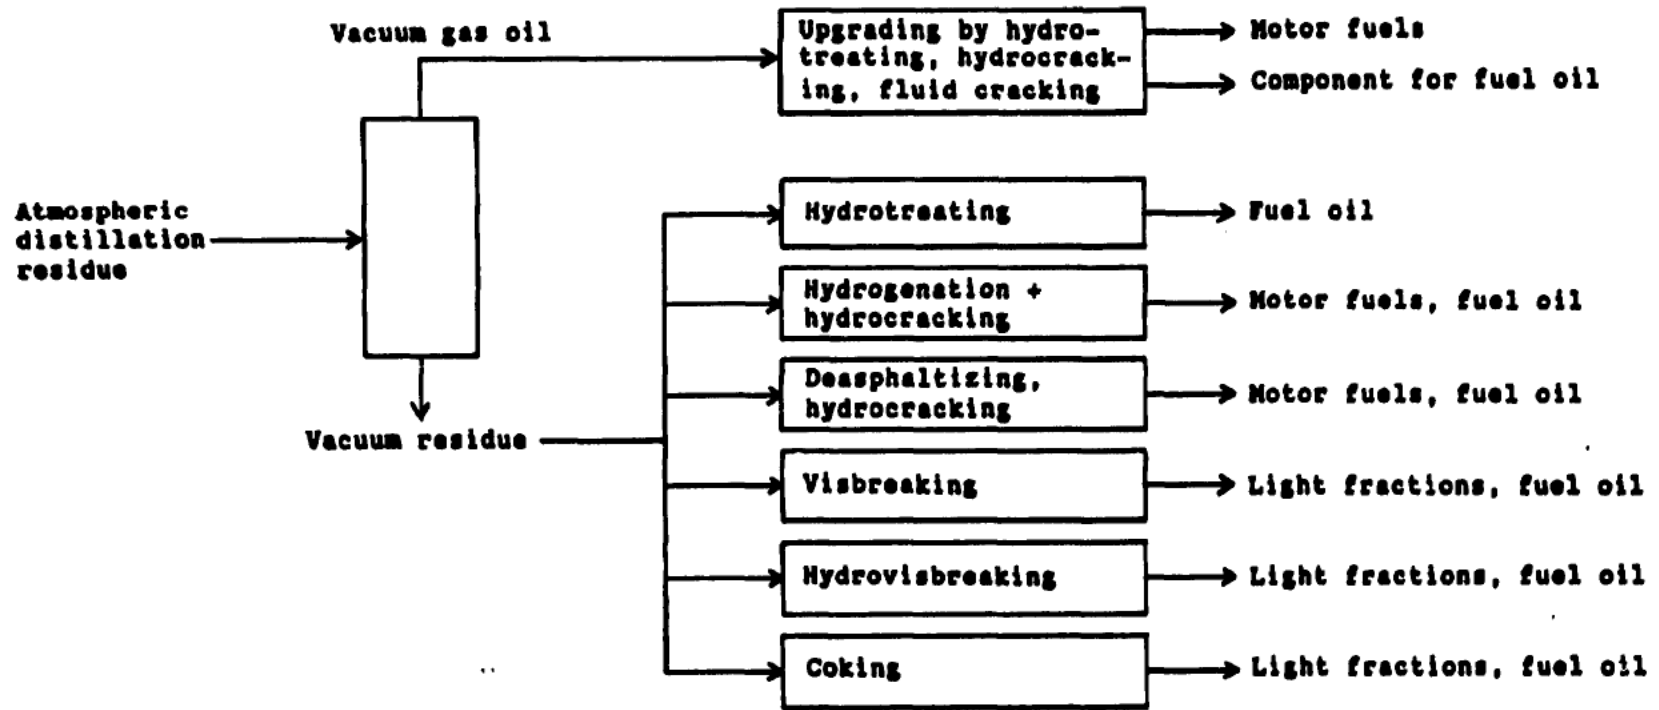 Vacuum gas oil
Upgrading by hydro-
treating, hydrocrack-
ing, fluid cracking
Motor fuels
Component for fuel oil
Atmospheric
distillation
residue
Hydrotreating
Fuel oil
Hydrogenation +
hydrocracking
Motor fuels, fuel oil
Deasphaltizing,
hydrocracking
Motor fuels, fuel oil
Vacuum residue
Visbreaking
Light fractions, fuel oil
Hydrovisbreaking
Light fractions, fuel oil
Coking
Light fractions, fuel oil